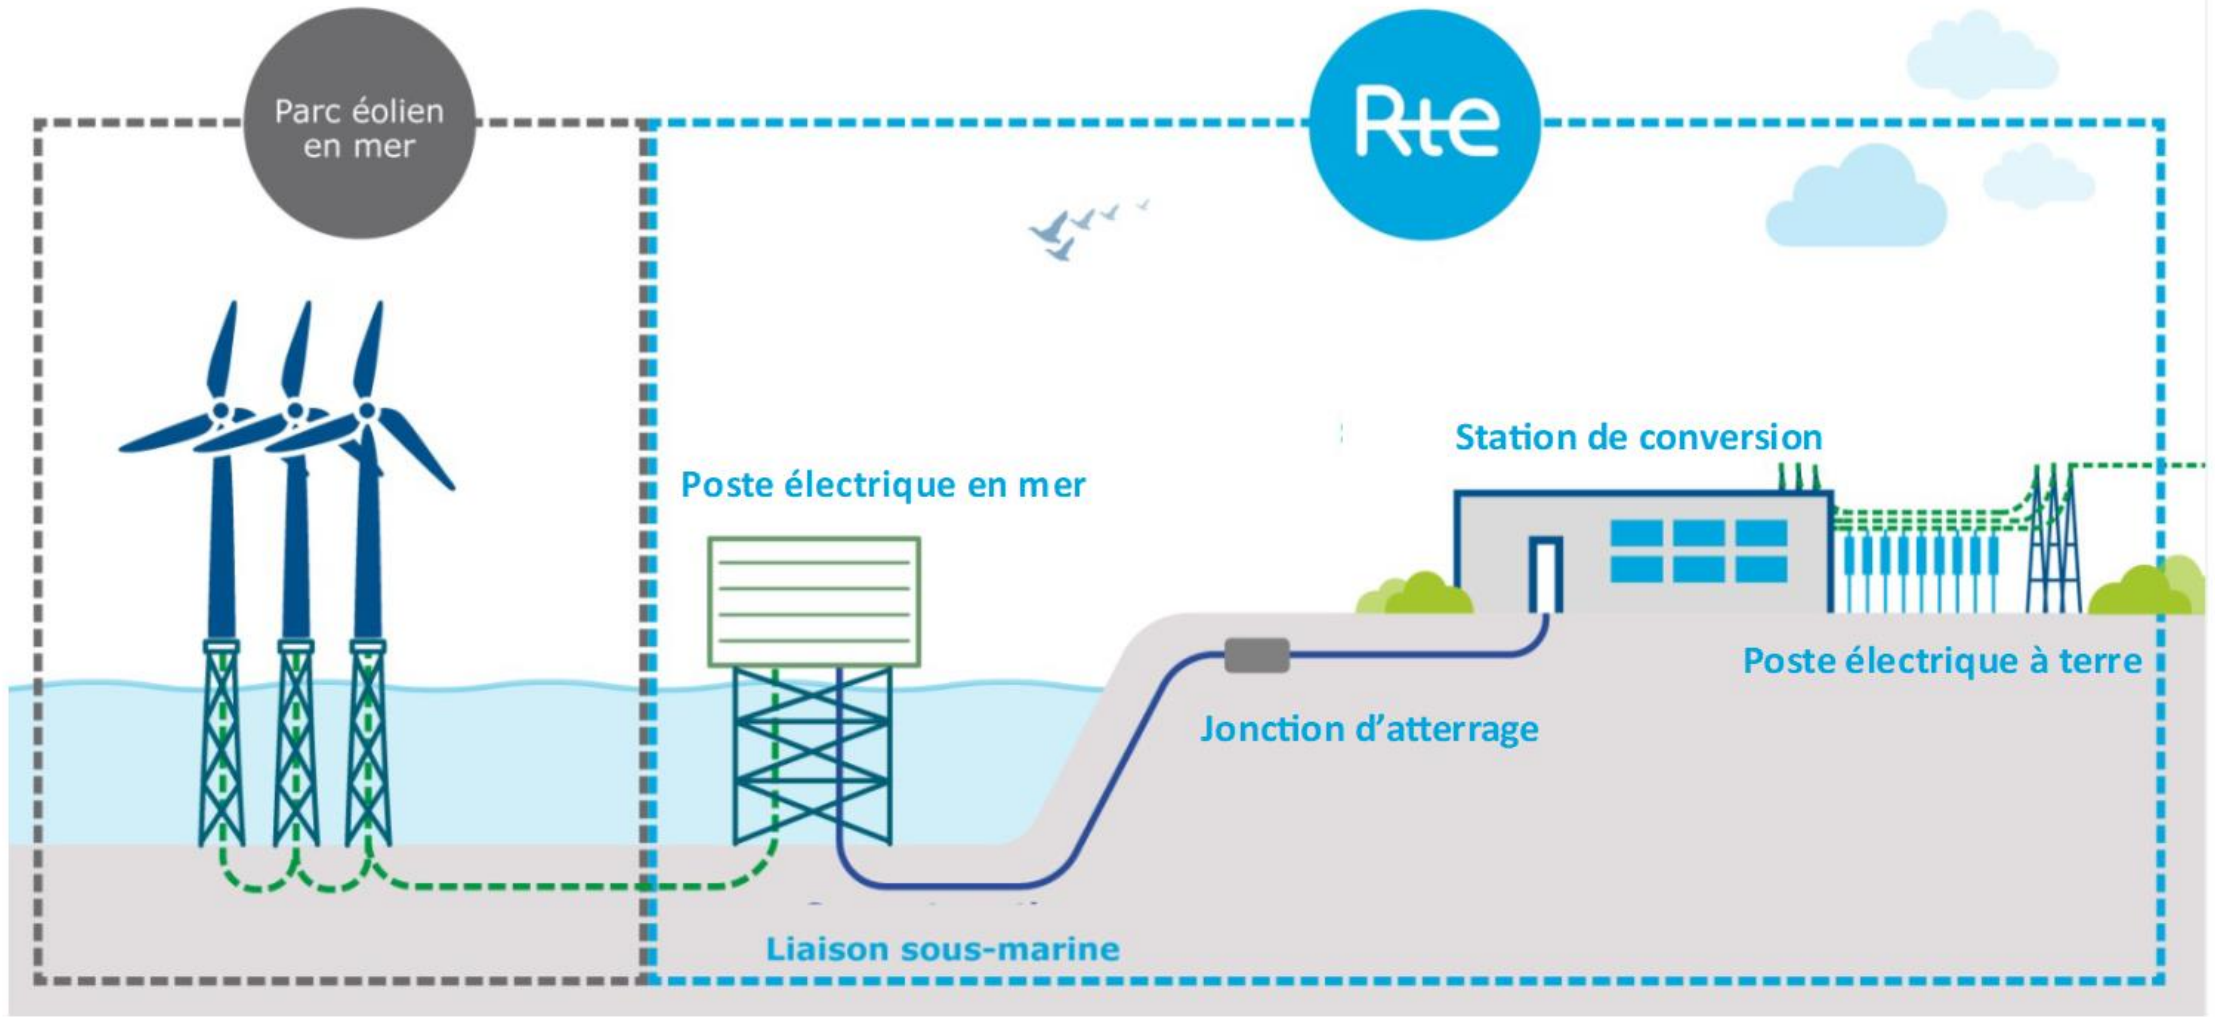 Parc éolien
en mer
Rte
Station de conversion
Poste électrique en mer
Poste électrique à terre
Jonction d’atterrage
Liaison sous-marine